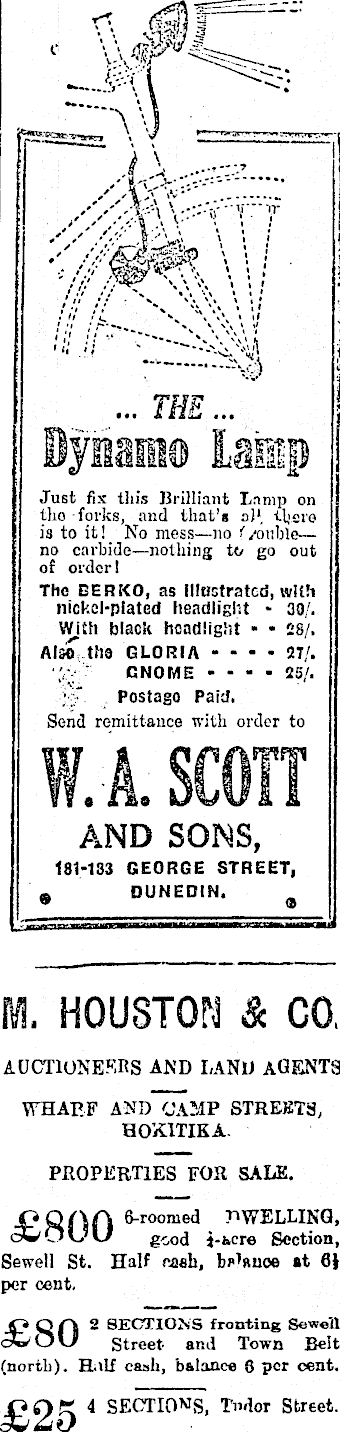 ... THE ...
Dynamo Lamp
Just fix this Brilliant Lamp on
the forks, and that's all there
is to it! No mess—no trouble—
no carbide—nothing to go out
of order!
The BERKO, as Illustrated, with
nickel-plated headlight - 30/.
With black headlight - - 28/.
Also the GLORIA - - - - 27/.
GNOME - - - - 25/.
Postage Paid.
Send remittance with order to
W. A. SCOTT
AND SONS,
181-183 GEORGE STREET,
DUNEDIN.
M. HOUSTON & CO.
AUCTIONEERS AND LAND AGENTS
WHARF AND CAMP STREETS,
HOKITIKA.
PROPERTIES FOR SALE.
£800 6-roomed DWELLING,
good ¼-acre Section,
Sewell St. Half cash, balance at 6½
per cent.
£80 2 SECTIONS fronting Sewell
Street and Town Belt
(north). Half cash, balance 6 per cent.
£25 4 SECTIONS, Tudor Street.